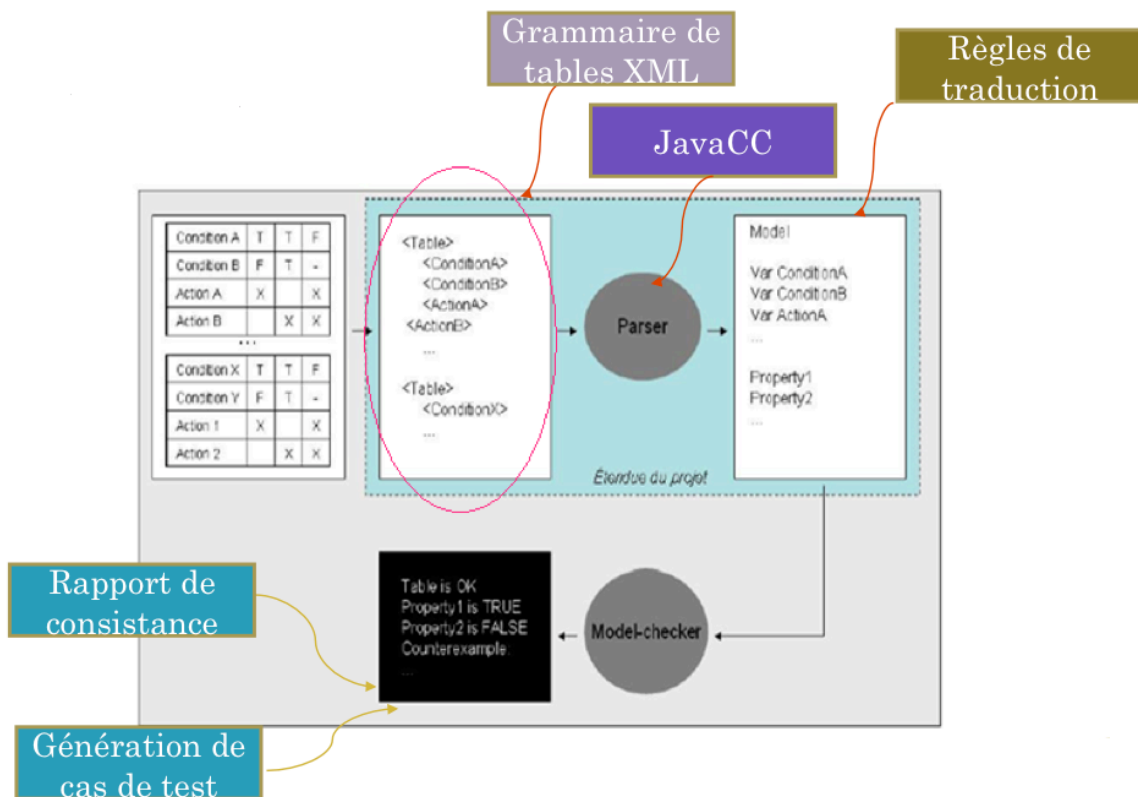 Grammaire de
tables XML
Règles de
traduction
JavaCC
Condition A T T F
Condition B F T -
Action A X X
Action B X X
...
Condition X T T F
Condition Y F T -
Action 1 X X
Action 2 X X
<Table>
<ConditionA>
<ConditionB>
<ActionA>
<ActionB>
...
<Table>
<ConditionX>
...
Parser
Étendue du projet
Model
Var ConditionA
Var ConditionB
Var ActionA
...
Property1
Property2
...
Rapport de
consistance
Table is OK
Property1 is TRUE
Property2 is FALSE
Counterexample:
...
Model-checker
Génération de
cas de test